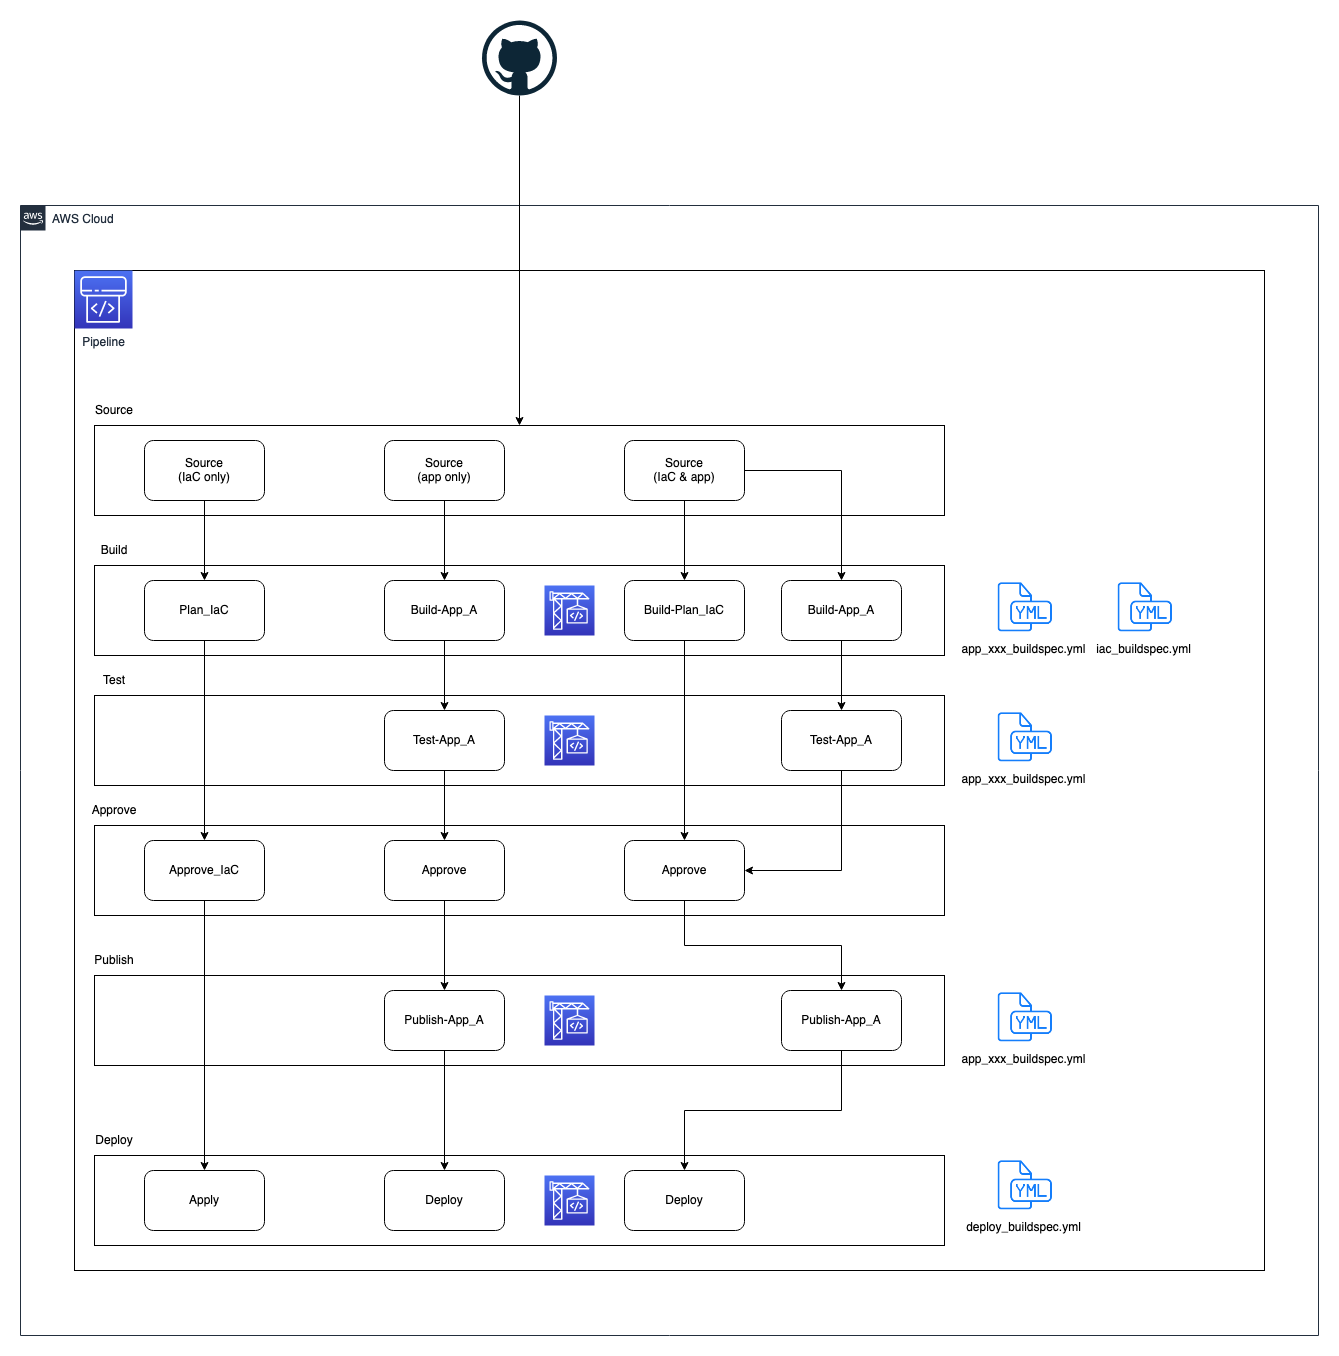 aws
AWS Cloud
Pipeline
Source
Source
(IaC only)
Source
(app only)
Source
(IaC & app)
Build
Plan_IaC
Build-App_A
Build-Plan_IaC
Build-App_A
YML
YML
app_xxx_buildspec.yml
iac_buildspec.yml
Test
Test-App_A
Test-App_A
YML
app_xxx_buildspec.yml
Approve
Approve_IaC
Approve
Approve
Publish
Publish-App_A
Publish-App_A
YML
app_xxx_buildspec.yml
Deploy
Apply
Deploy
Deploy
YML
deploy_buildspec.yml